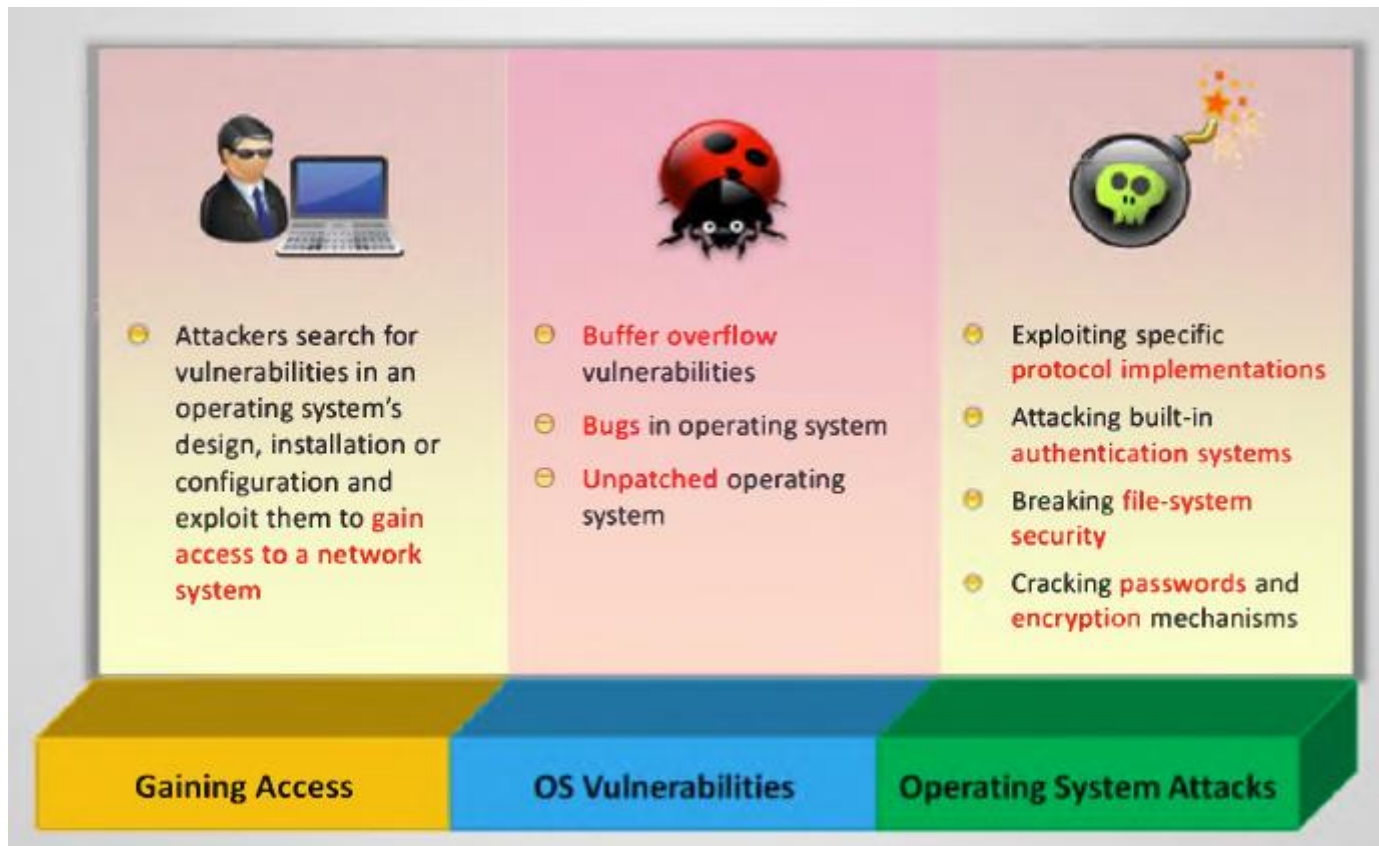 Attackers search for
vulnerabilities in an
operating system's
design, installation or
configuration and
exploit them to gain
access to a network
system
Buffer overflow
vulnerabilities
Bugs in operating system
Unpatched operating
system
Exploiting specific
protocol implementations
Attacking built-in
authentication systems
Breaking file-system
security
Cracking passwords and
encryption mechanisms
Gaining Access
OS Vulnerabilities
Operating System Attacks